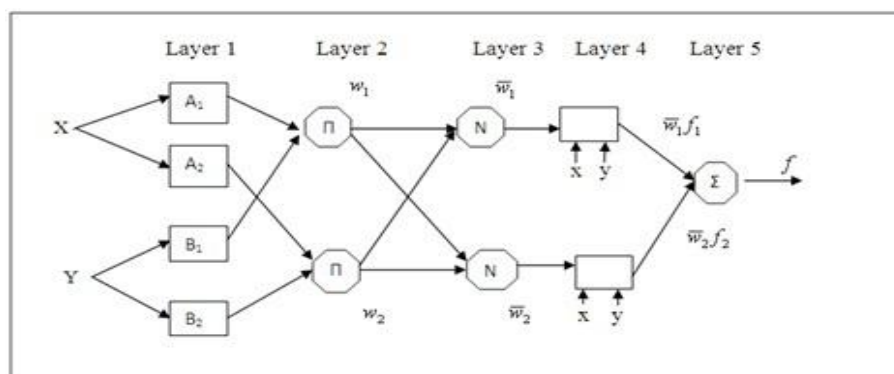 Layer 1 Layer 2 Layer 3 Layer 4 Layer 5
w₁ w̅₁
A₁
X Π N w̅₁f₁
A₂ x y f
Σ
B₁ w̅₂f₂
Y Π N
B₂ w₂ w̅₂ x y